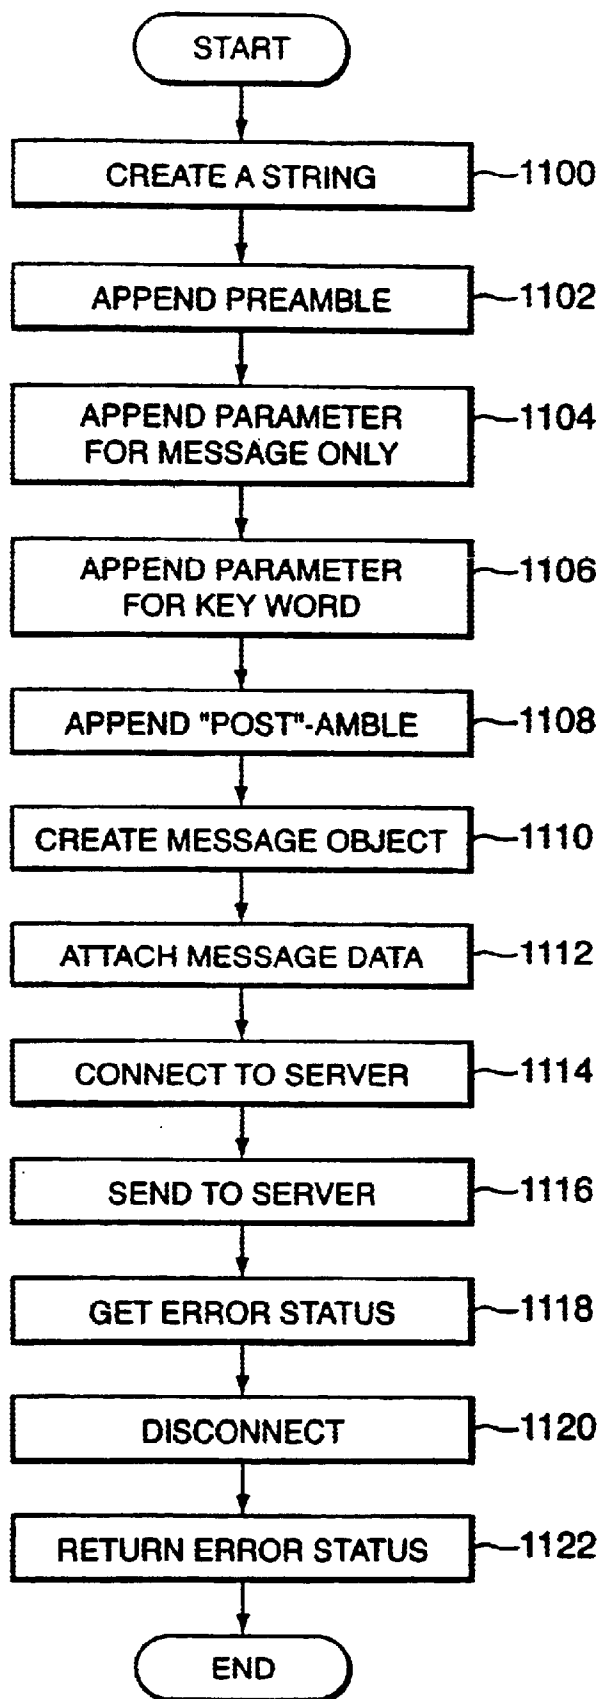 START
CREATE A STRING
1100
APPEND PREAMBLE
1102
APPEND PARAMETER
FOR MESSAGE ONLY
1104
APPEND PARAMETER
FOR KEY WORD
1106
APPEND "POST"-AMBLE
1108
CREATE MESSAGE OBJECT
1110
ATTACH MESSAGE DATA
1112
CONNECT TO SERVER
1114
SEND TO SERVER
1116
GET ERROR STATUS
1118
DISCONNECT
1120
RETURN ERROR STATUS
1122
END